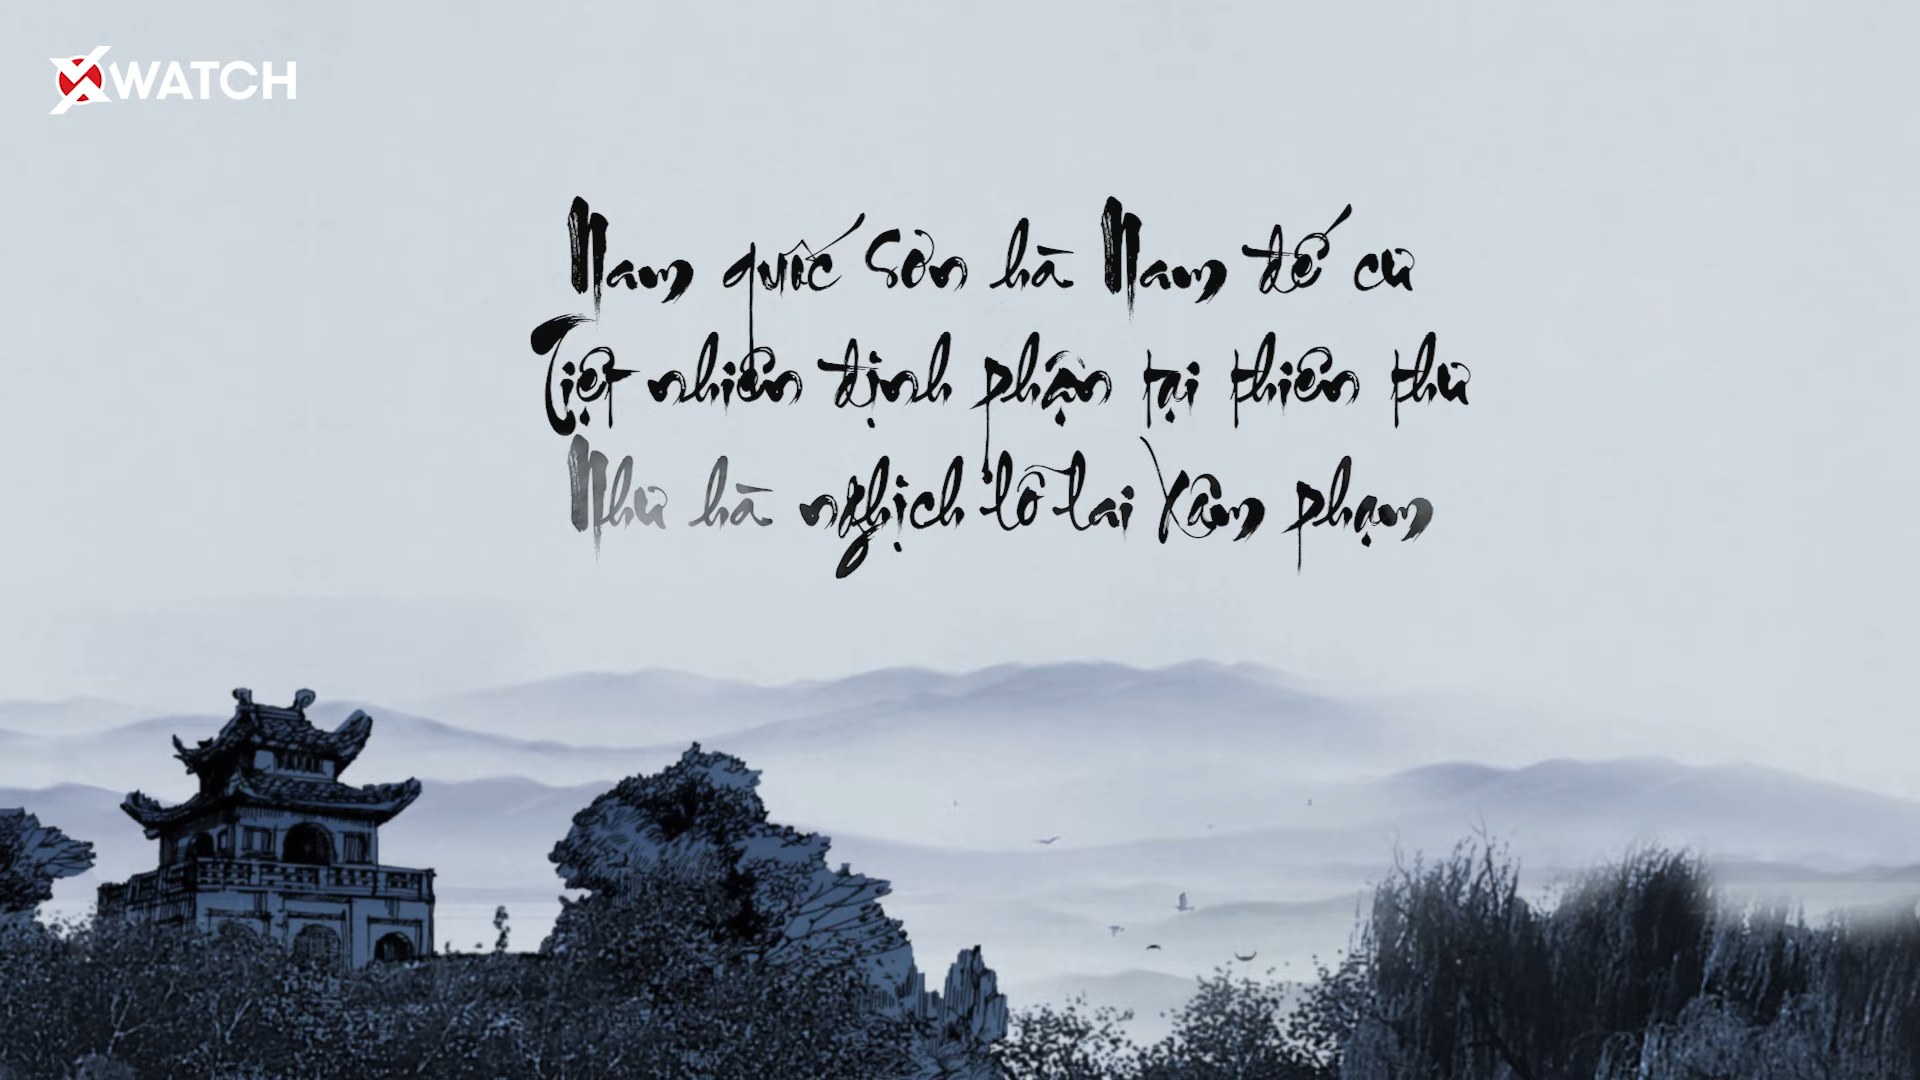 WATCH
Nam quốc Sơn hà Nam đế cư
Tiệt nhiên định phận tại thiên thư
Như hà nghịch lỗ lai Xâm phạm